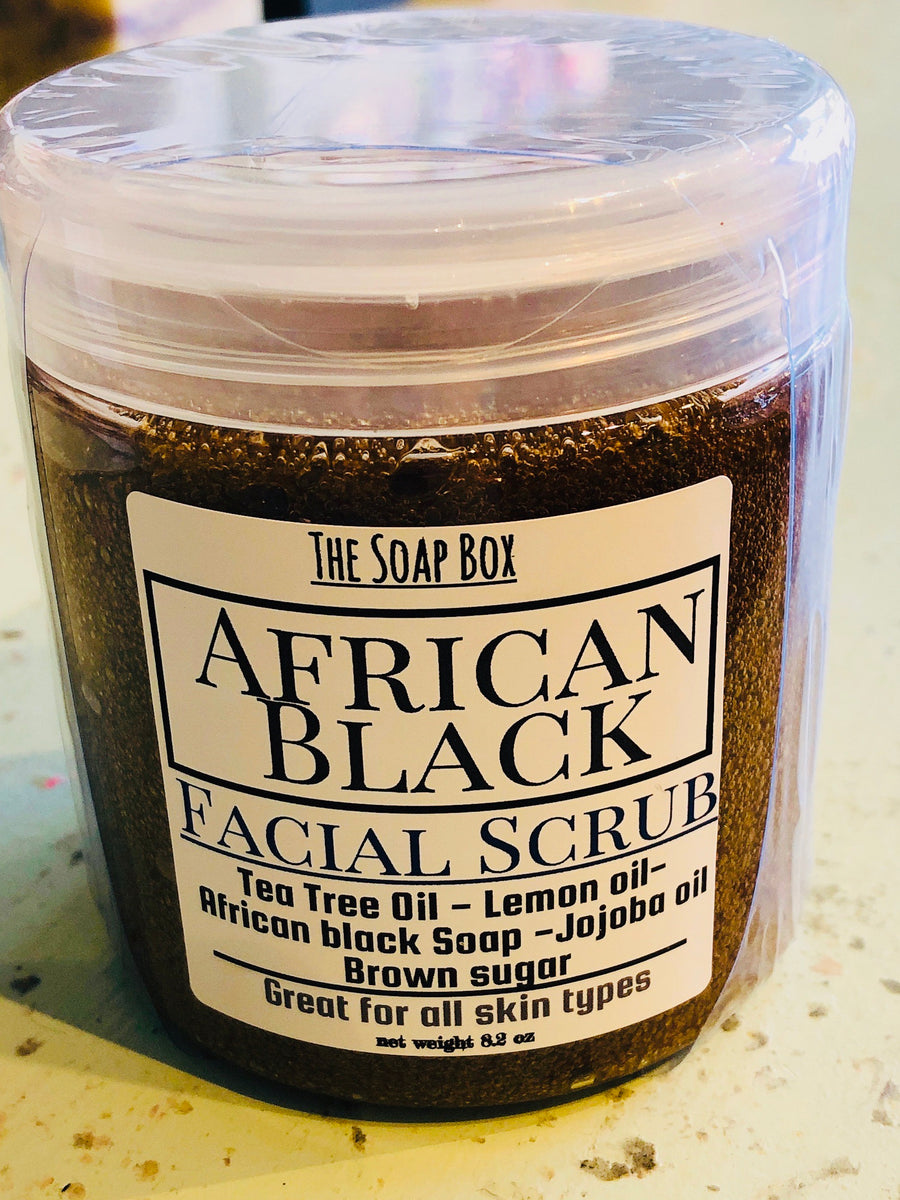 THE SOAP BOX
AFRICAN
BLACK
FACIAL SCRUB
Tea Tree Oil – Lemon oil-
African black Soap –Jojoba oil
Brown sugar
Great for all skin types
net weight 8.2 oz